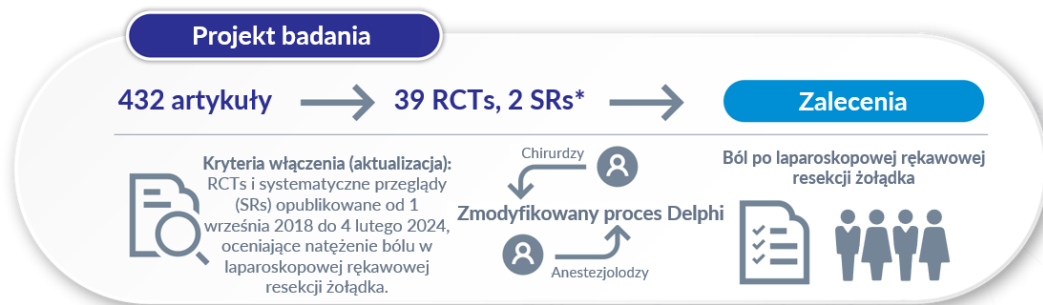 Projekt badania
432 artykuły
39 RCTs, 2 SRs*
Zalecenia
Kryteria włączenia (aktualizacja):
RCTs i systematyczne przeglądy
(SRs) opublikowane od 1
września 2018 do 4 lutego 2024,
oceniające natężenie bólu w
laparoskopowej rękawowej
resekcji żołądka.
Chirurdzy
Zmodyfikowany proces Delphi
Anestezjolodzy
Ból po laparoskopowej rękawowej
resekcji żołądka